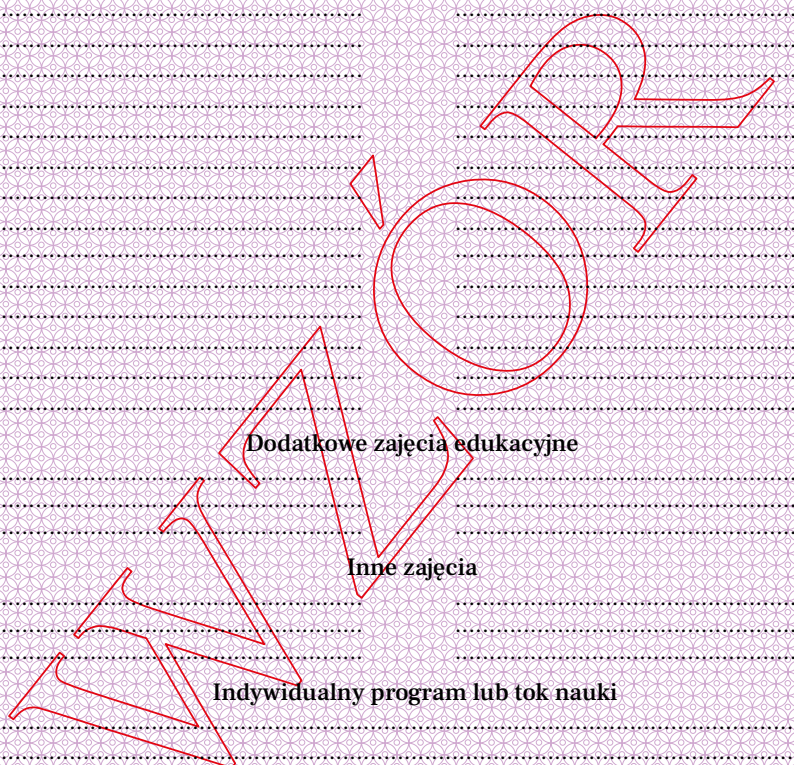 WZÓR
Dodatkowe zajęcia edukacyjne
Inne zajęcia
Indywidualny program lub tok nauki